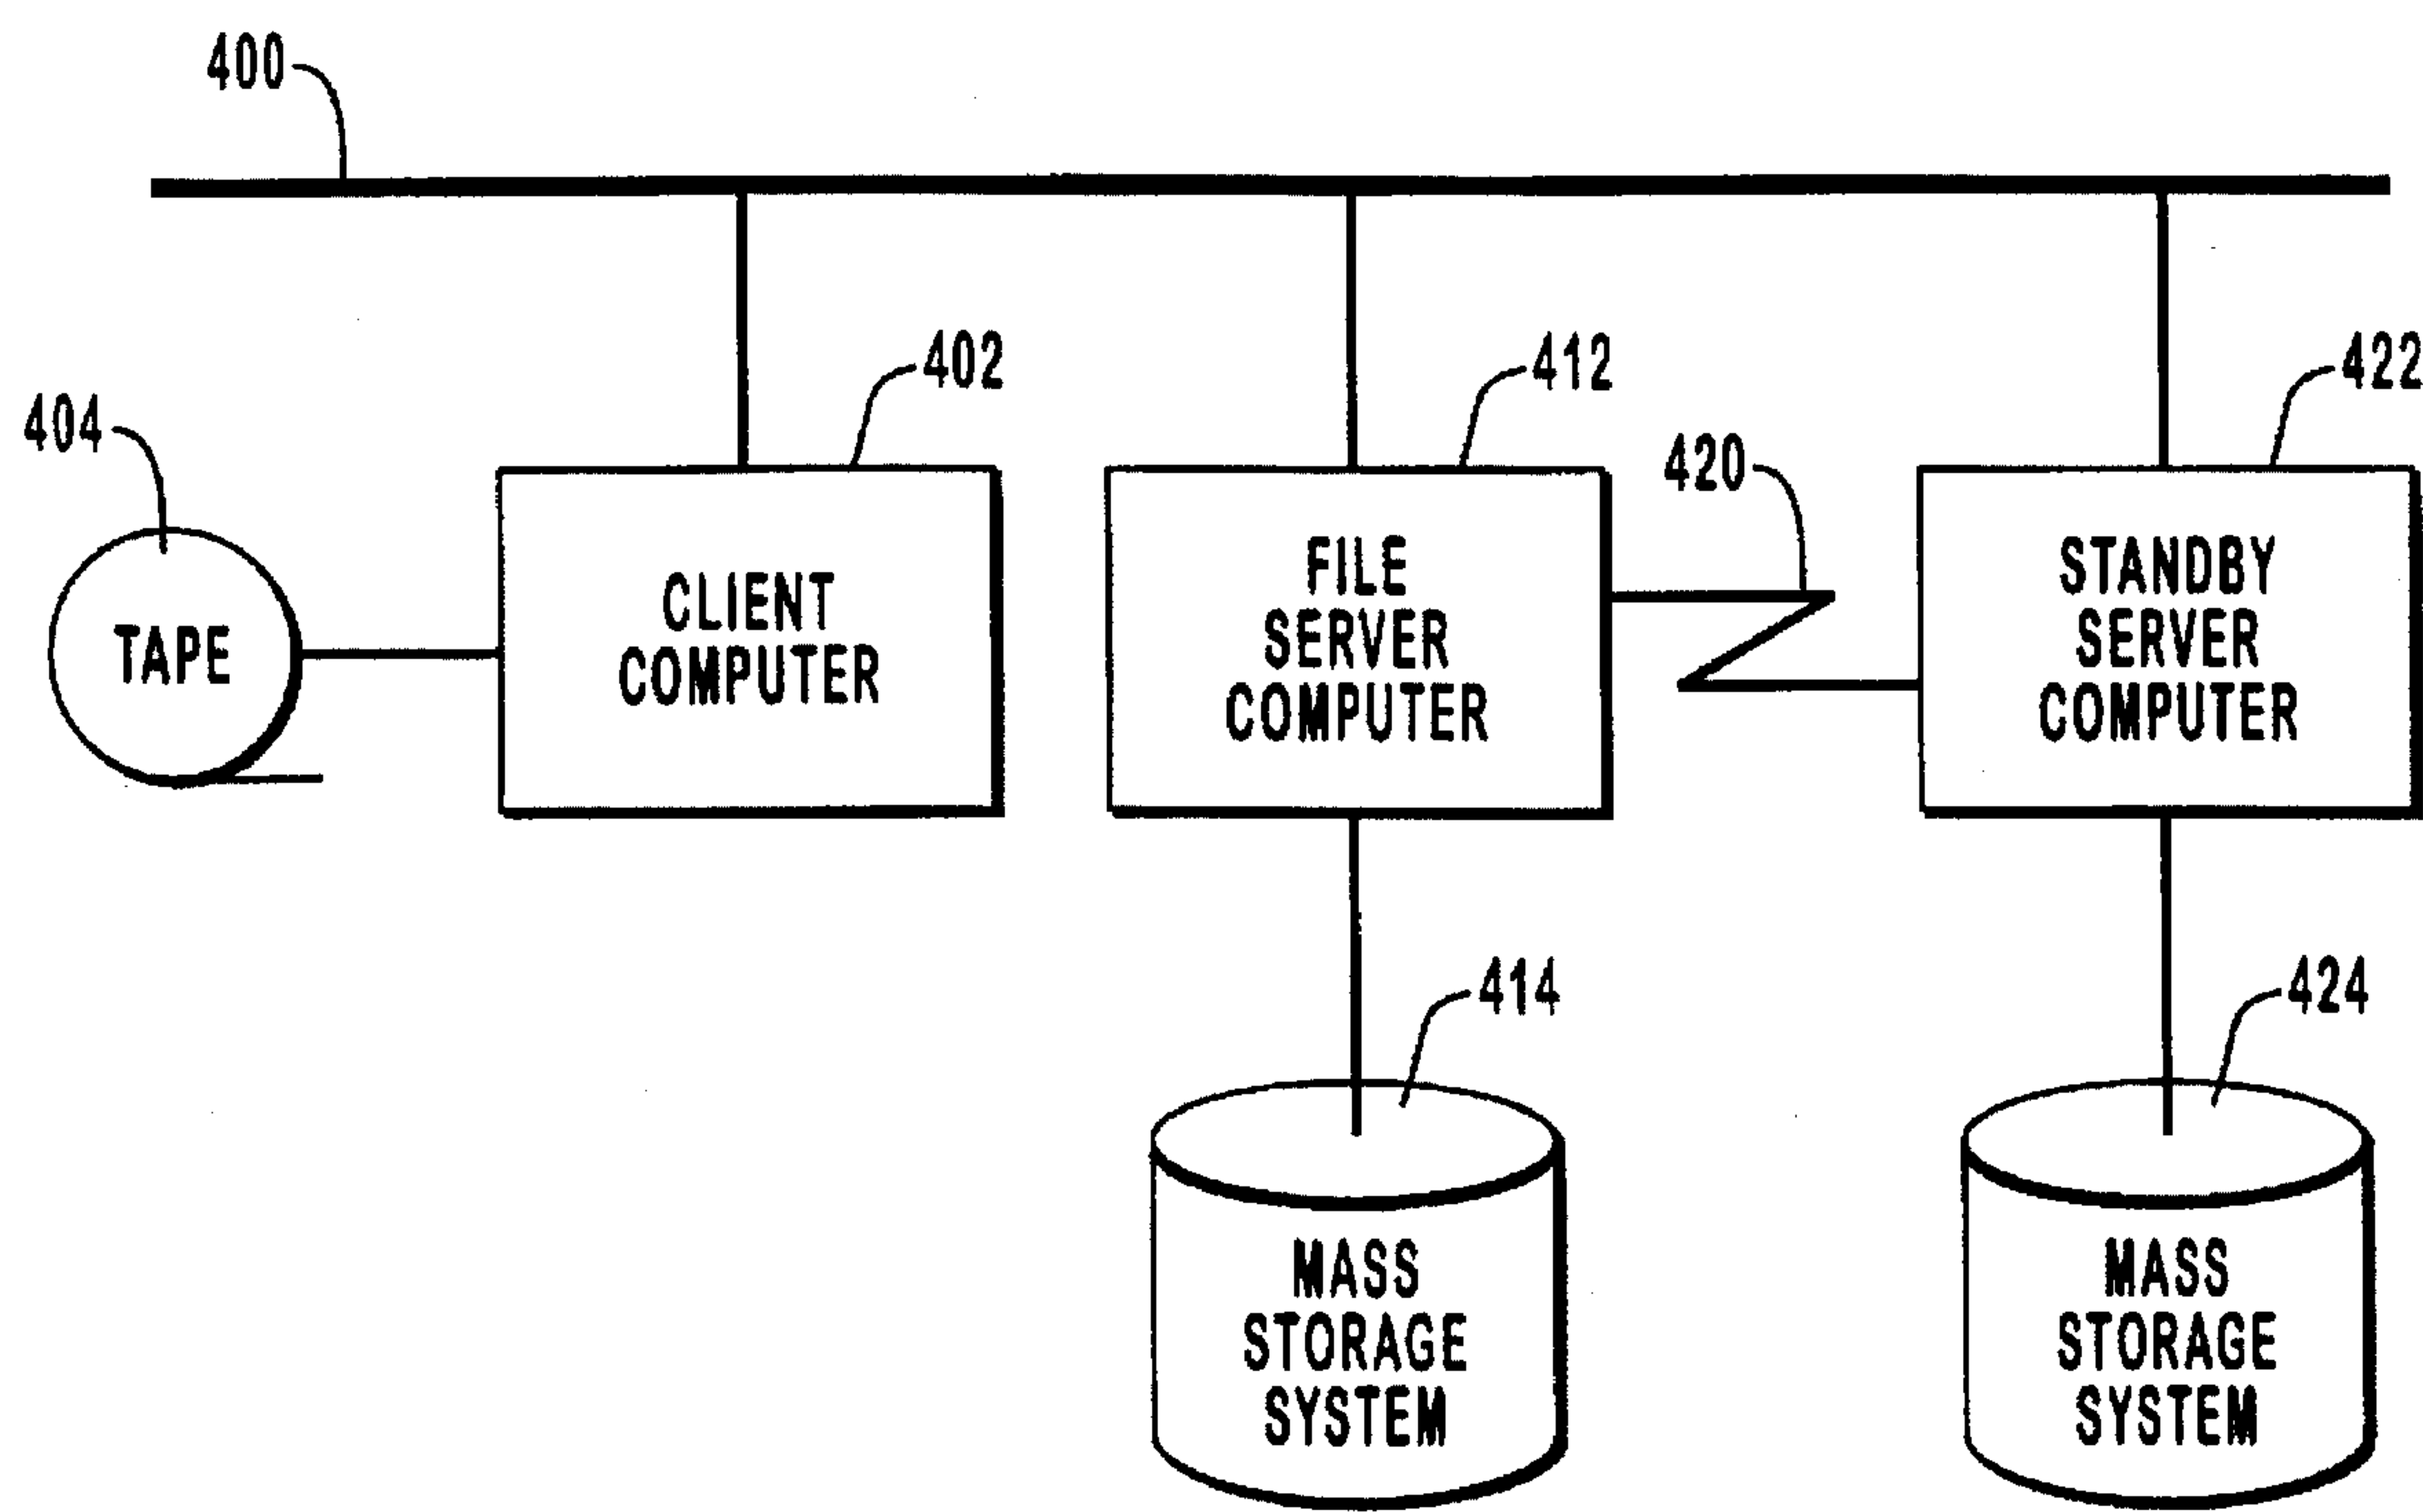 400
402
412
422
404
420
TAPE
CLIENT
COMPUTER
FILE
SERVER
COMPUTER
STANDBY
SERVER
COMPUTER
414
424
MASS
STORAGE
SYSTEM
MASS
STORAGE
SYSTEM